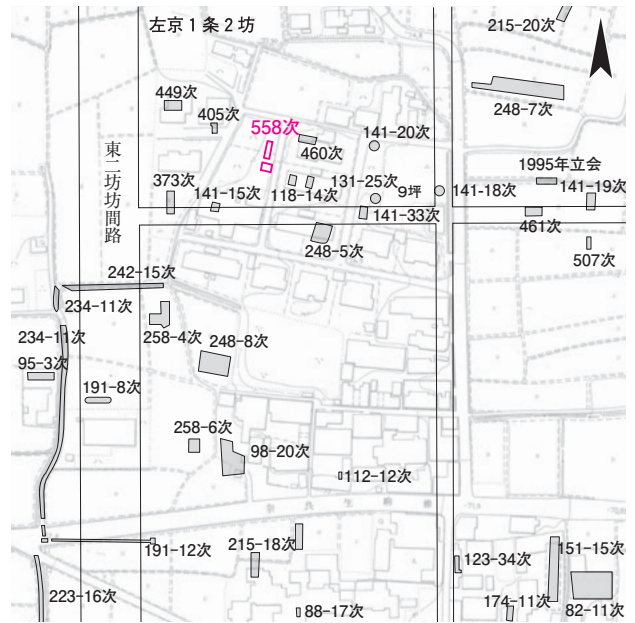 左京1条2坊
215-20次
449次
248-7次
405次
558次
141-20次
460次
東二坊坊間路
1995年立会
373次
131-25次
9坪
141-18次
141-19次
141-15次
118-14次
141-33次
461次
248-5次
507次
242-15次
234-11次
234-11次
258-4次
248-8次
95-3次
191-8次
258-6次
98-20次
112-12次
奈良生駒線
191-12次
215-18次
123-34次
151-15次
223-16次
88-17次
174-11次
82-11次